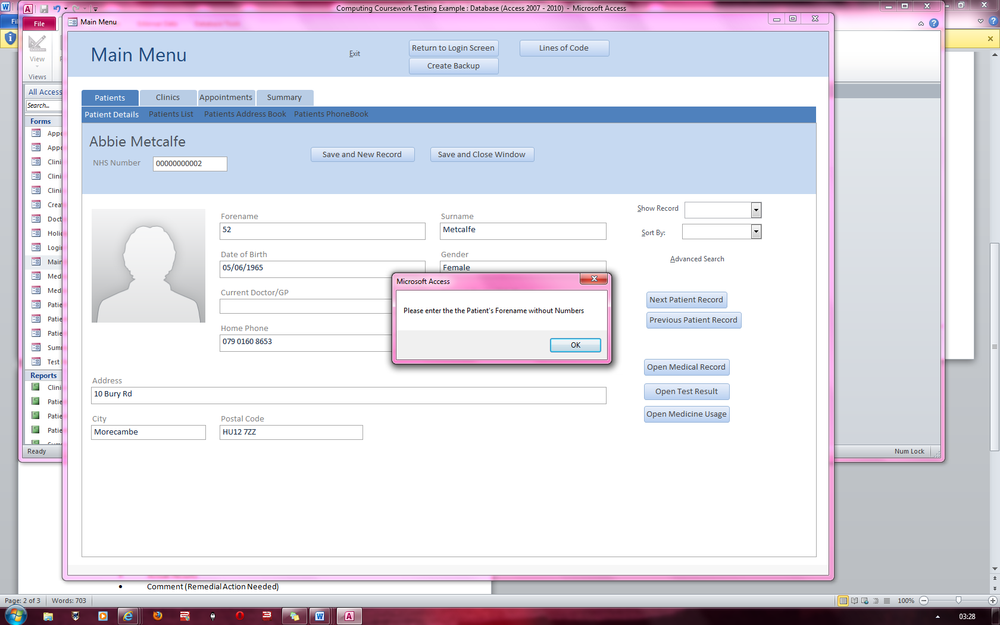 Computing Coursework Testing Example : Database (Access 2007 - 2010) - Microsoft Access
File
Main Menu
View
Views
Main Menu
Exit
Return to Login Screen
Lines of Code
Create Backup
All Access
Search...
Patients
Clinics
Appointments
Summary
Patient Details
Patients List
Patients Address Book
Patients PhoneBook
Forms
Appo
Appo
Clini
Clini
Clini
Crea
Doct
Holid
Logi
Main
Med
Med
Patie
Patie
Patie
Sum
Test
Reports
Clini
Patie
Patie
Patie
Abbie Metcalfe
NHS Number
00000000002
Save and New Record
Save and Close Window
Forename
52
Surname
Metcalfe
Show Record
Sort By:
Date of Birth
05/06/1965
Gender
Female
Advanced Search
Current Doctor/GP
Home Phone
079 0160 8653
Microsoft Access
Please enter the the Patient's Forename without Numbers
OK
Next Patient Record
Previous Patient Record
Open Medical Record
Open Test Result
Open Medicine Usage
Address
10 Bury Rd
City
Morecambe
Postal Code
HU12 7ZZ
Ready
Num Lock
• Comment (Remedial Action Needed)
Page: 2 of 3
Words: 703
100%
03:28